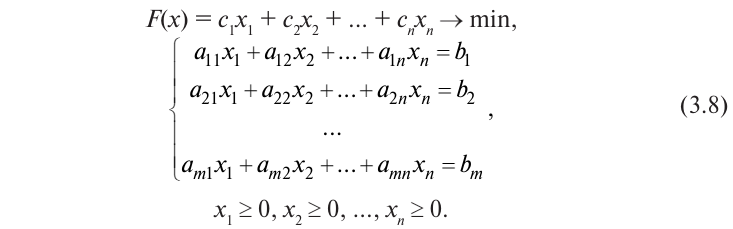 F(x) = c₁x₁ + c₂x₂ + ... + cₙxₙ → min,
a₁₁x₁ + a₁₂x₂ + ... + a₁ₙxₙ = b₁
a₂₁x₁ + a₂₂x₂ + ... + a₂ₙxₙ = b₂
...
,
(3.8)
aₘ₁x₁ + aₘ₂x₂ + ... + aₘₙxₙ = bₘ
x₁ ≥ 0, x₂ ≥ 0, ..., xₙ ≥ 0.